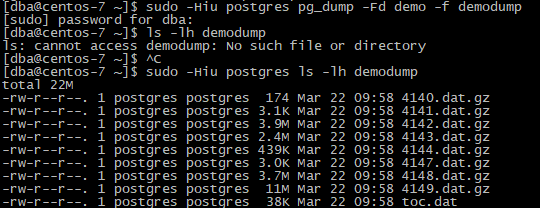 [dba@centos-7 ~]$ sudo -Hiu postgres pg_dump -Fd demo -f demodump
[sudo] password for dba:
[dba@centos-7 ~]$ ls -lh demodump
ls: cannot access demodump: No such file or directory
[dba@centos-7 ~]$ ^C
[dba@centos-7 ~]$ sudo -Hiu postgres ls -lh demodump
total 22M
-rw-r--r--. 1 postgres postgres  174 Mar 22 09:58 4140.dat.gz
-rw-r--r--. 1 postgres postgres 3.1K Mar 22 09:58 4141.dat.gz
-rw-r--r--. 1 postgres postgres 3.9M Mar 22 09:58 4142.dat.gz
-rw-r--r--. 1 postgres postgres 2.4M Mar 22 09:58 4143.dat.gz
-rw-r--r--. 1 postgres postgres 439K Mar 22 09:58 4144.dat.gz
-rw-r--r--. 1 postgres postgres 3.0K Mar 22 09:58 4147.dat.gz
-rw-r--r--. 1 postgres postgres 3.7M Mar 22 09:58 4148.dat.gz
-rw-r--r--. 1 postgres postgres  11M Mar 22 09:58 4149.dat.gz
-rw-r--r--. 1 postgres postgres  38K Mar 22 09:58 toc.dat